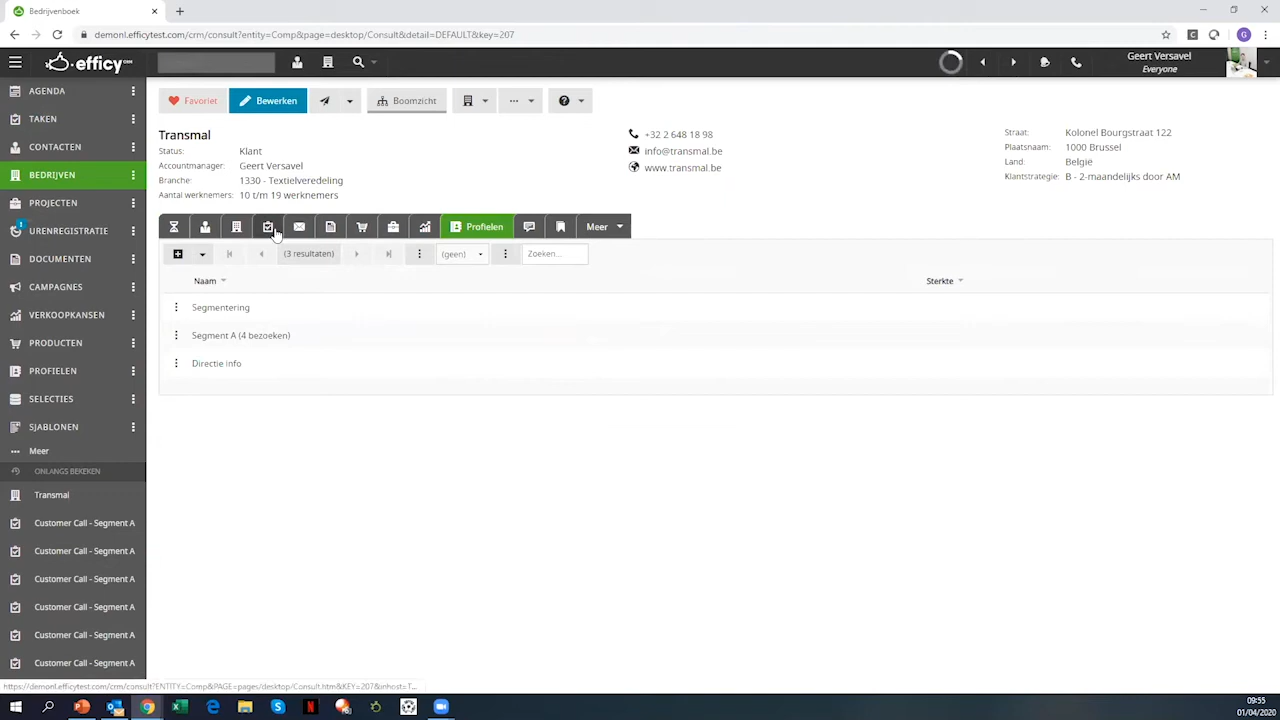 Bedrijvenboek
demonl.efficytest.com/crm/consult?entity=Comp&page=desktop/Consult&detail=DEFAULT&key=207
efficy CRM
Geert Versavel
Everyone
AGENDA
TAKEN
CONTACTEN
BEDRIJVEN
PROJECTEN
1
URENREGISTRATIE
DOCUMENTEN
CAMPAGNES
VERKOOPKANSEN
PRODUCTEN
PROFIELEN
SELECTIES
SJABLONEN
Meer
ONLANGS BEKEKEN
Transmal
Customer Call - Segment A
Customer Call - Segment A
Customer Call - Segment A
Customer Call - Segment A
Customer Call - Segment A
Customer Call - Segment A
Favoriet
Bewerken
Boomzicht
Transmal
Status: Klant
Accountmanager: Geert Versavel
Branche: 1330 - Textielveredeling
Aantal werknemers: 10 t/m 19 werknemers
+32 2 648 18 98
info@transmal.be
www.transmal.be
Straat: Kolonel Bourgstraat 122
Plaatsnaam: 1000 Brussel
Land: Belgie
Klantstrategie: B - 2-maandelijks door AM
Profielen
Meer
(3 resultaten)
(geen)
Zoeken...
Naam
Sterkte
Segmentering
Segment A (4 bezoeken)
Directie info
https://demonl.efficytest.com/crm/consult?ENTITY=Comp&PAGE=pages/desktop/Consult.htm&KEY=207&inhost=T...
09:55
01/04/2020